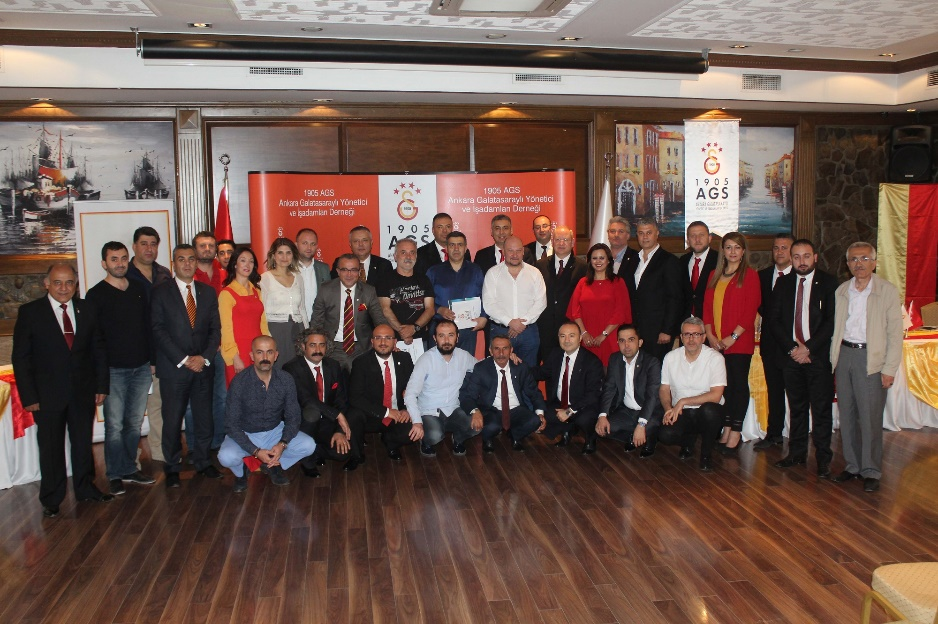 1905 AGS
Ankara Galatasaraylı Yönetici
ve İşadamları Derneği
1905
AGS
1905 AGS
Ankara Galatasaraylı Yönetici
ve İşadamları Derneği
1905
AGS